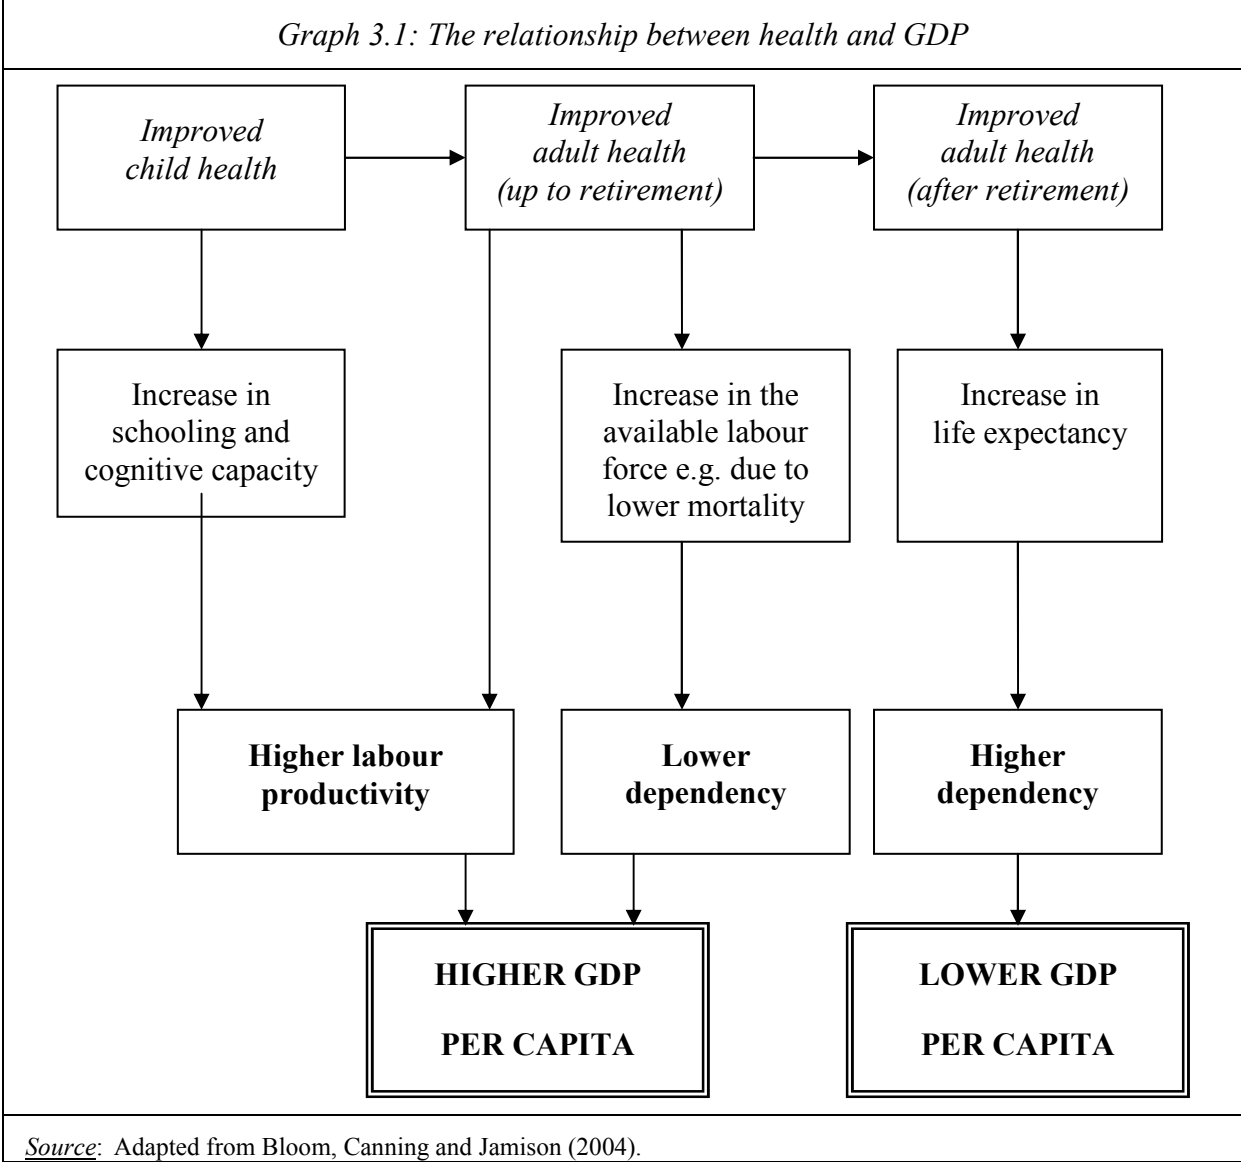 Graph 3.1: The relationship between health and GDP
Improved
child health
Improved
adult health
(up to retirement)
Improved
adult health
(after retirement)
Increase in
schooling and
cognitive capacity
Increase in the
available labour
force e.g. due to
lower mortality
Increase in
life expectancy
Higher labour
productivity
Lower
dependency
Higher
dependency
HIGHER GDP
PER CAPITA
LOWER GDP
PER CAPITA
Source: Adapted from Bloom, Canning and Jamison (2004).